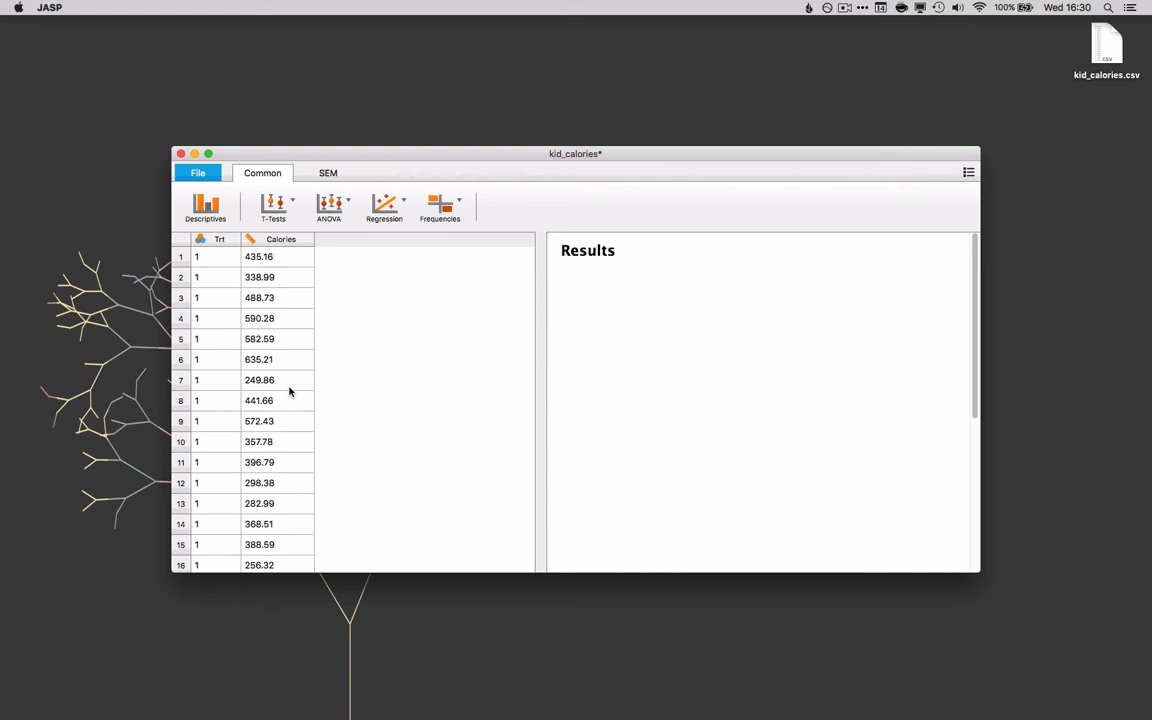 JASP
14
100%
Wed 16:30
csv
kid_calories.csv
kid_calories*
File
Common
SEM
Descriptives
T-Tests
ANOVA
Regression
Frequencies
Trt Calories
1 1 435.16
2 1 338.99
3 1 488.73
4 1 590.28
5 1 582.59
6 1 635.21
7 1 249.86
8 1 441.66
9 1 572.43
10 1 357.78
11 1 396.79
12 1 298.38
13 1 282.99
14 1 368.51
15 1 388.59
16 1 256.32
Results